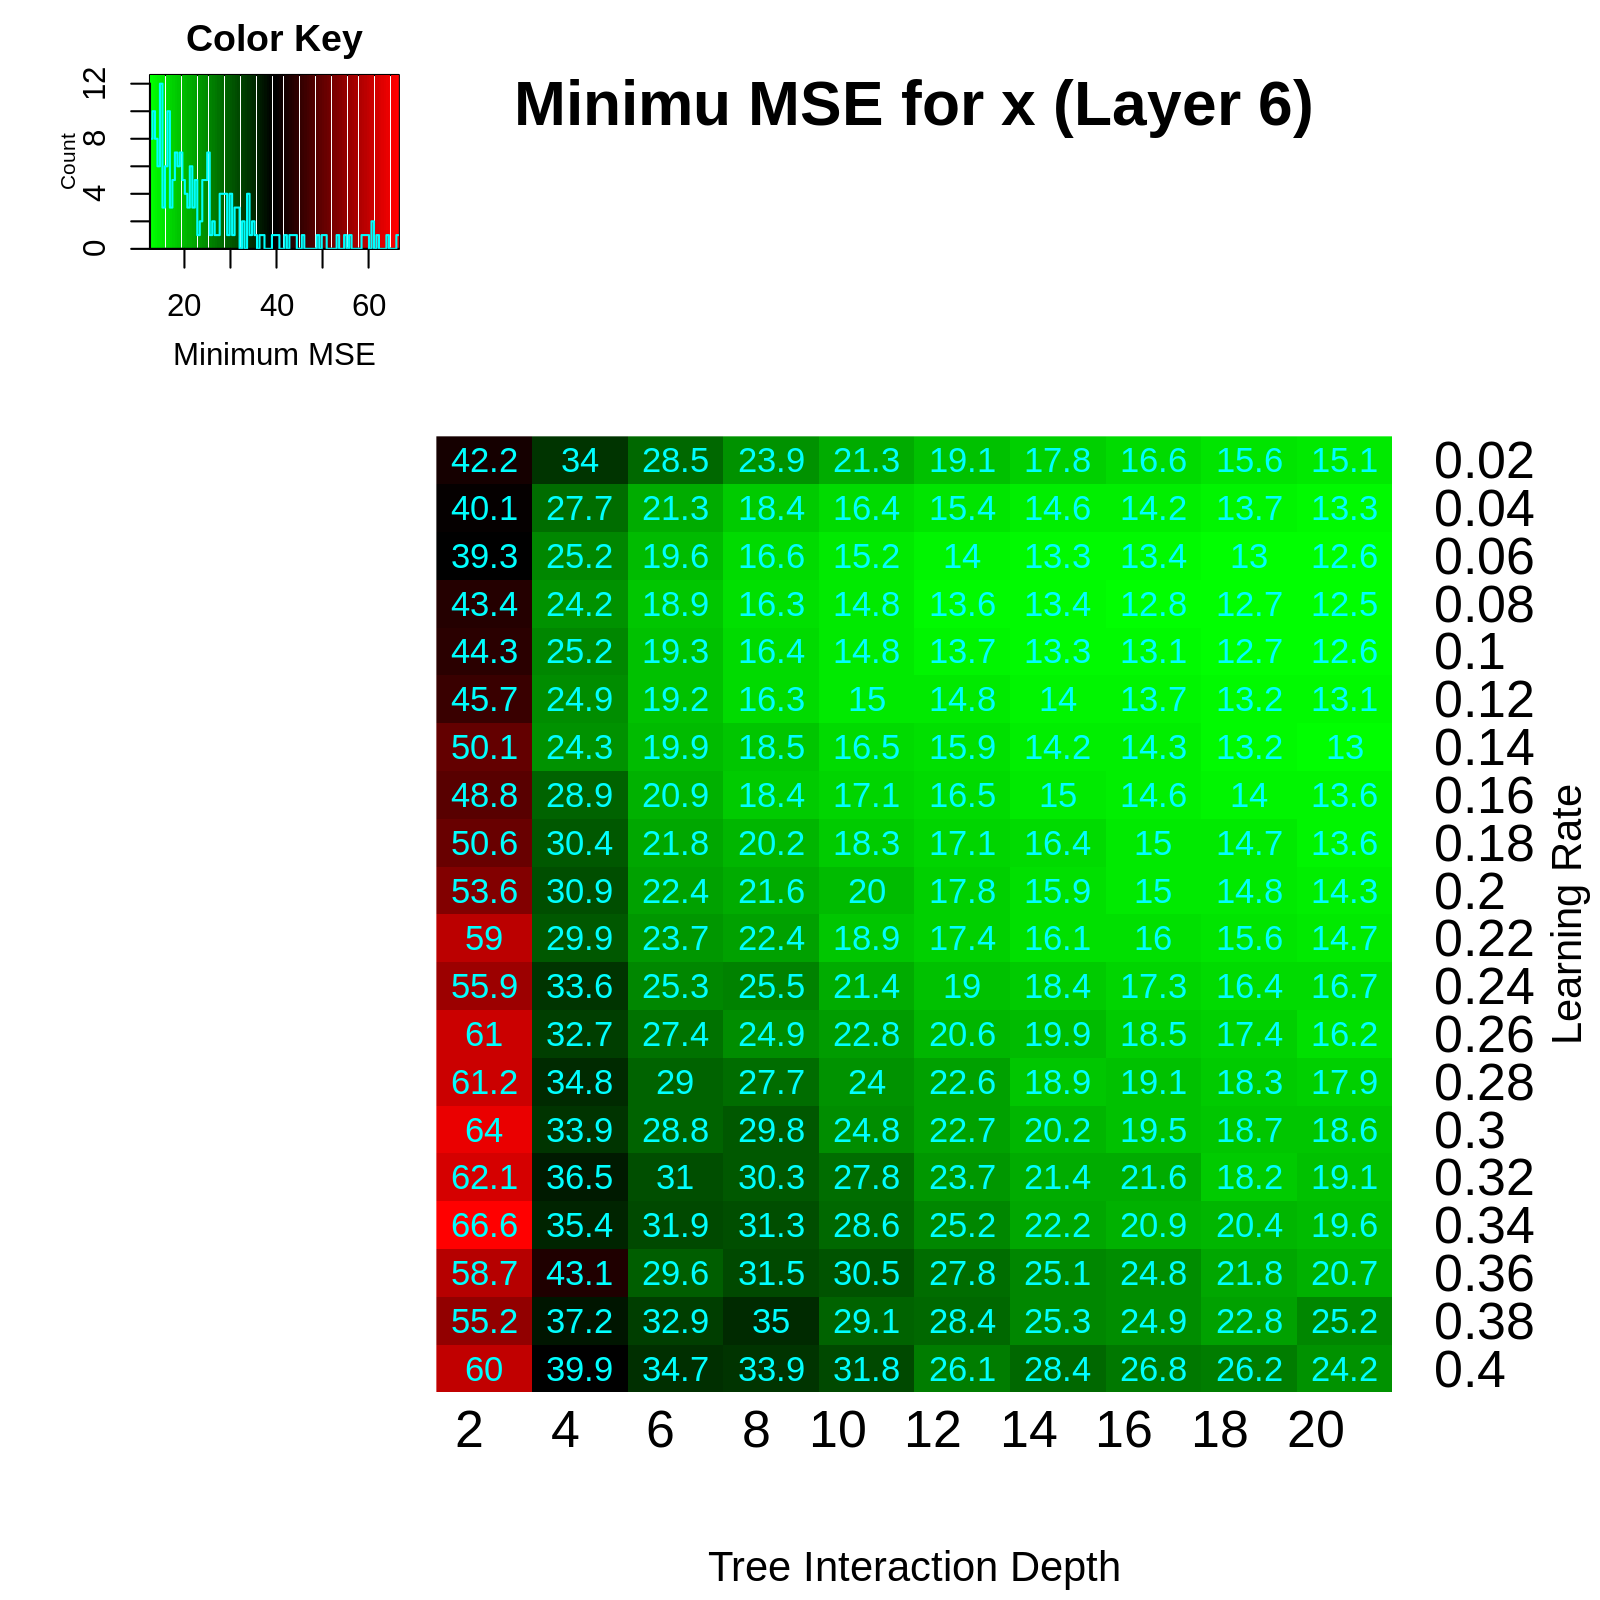 Color Key
Minimu MSE for x (Layer 6)
Count
0 4 8 12
20 40 60
Minimum MSE
42.2 34 28.5 23.9 21.3 19.1 17.8 16.6 15.6 15.1 0.02
40.1 27.7 21.3 18.4 16.4 15.4 14.6 14.2 13.7 13.3 0.04
39.3 25.2 19.6 16.6 15.2 14 13.3 13.4 13 12.6 0.06
43.4 24.2 18.9 16.3 14.8 13.6 13.4 12.8 12.7 12.5 0.08
44.3 25.2 19.3 16.4 14.8 13.7 13.3 13.1 12.7 12.6 0.1
45.7 24.9 19.2 16.3 15 14.8 14 13.7 13.2 13.1 0.12
50.1 24.3 19.9 18.5 16.5 15.9 14.2 14.3 13.2 13 0.14
48.8 28.9 20.9 18.4 17.1 16.5 15 14.6 14 13.6 0.16
50.6 30.4 21.8 20.2 18.3 17.1 16.4 15 14.7 13.6 0.18
53.6 30.9 22.4 21.6 20 17.8 15.9 15 14.8 14.3 0.2
59 29.9 23.7 22.4 18.9 17.4 16.1 16 15.6 14.7 0.22
55.9 33.6 25.3 25.5 21.4 19 18.4 17.3 16.4 16.7 0.24
61 32.7 27.4 24.9 22.8 20.6 19.9 18.5 17.4 16.2 0.26
61.2 34.8 29 27.7 24 22.6 18.9 19.1 18.3 17.9 0.28
64 33.9 28.8 29.8 24.8 22.7 20.2 19.5 18.7 18.6 0.3
62.1 36.5 31 30.3 27.8 23.7 21.4 21.6 18.2 19.1 0.32
66.6 35.4 31.9 31.3 28.6 25.2 22.2 20.9 20.4 19.6 0.34
58.7 43.1 29.6 31.5 30.5 27.8 25.1 24.8 21.8 20.7 0.36
55.2 37.2 32.9 35 29.1 28.4 25.3 24.9 22.8 25.2 0.38
60 39.9 34.7 33.9 31.8 26.1 28.4 26.8 26.2 24.2 0.4
Learning Rate
2 4 6 8 10 12 14 16 18 20
Tree Interaction Depth